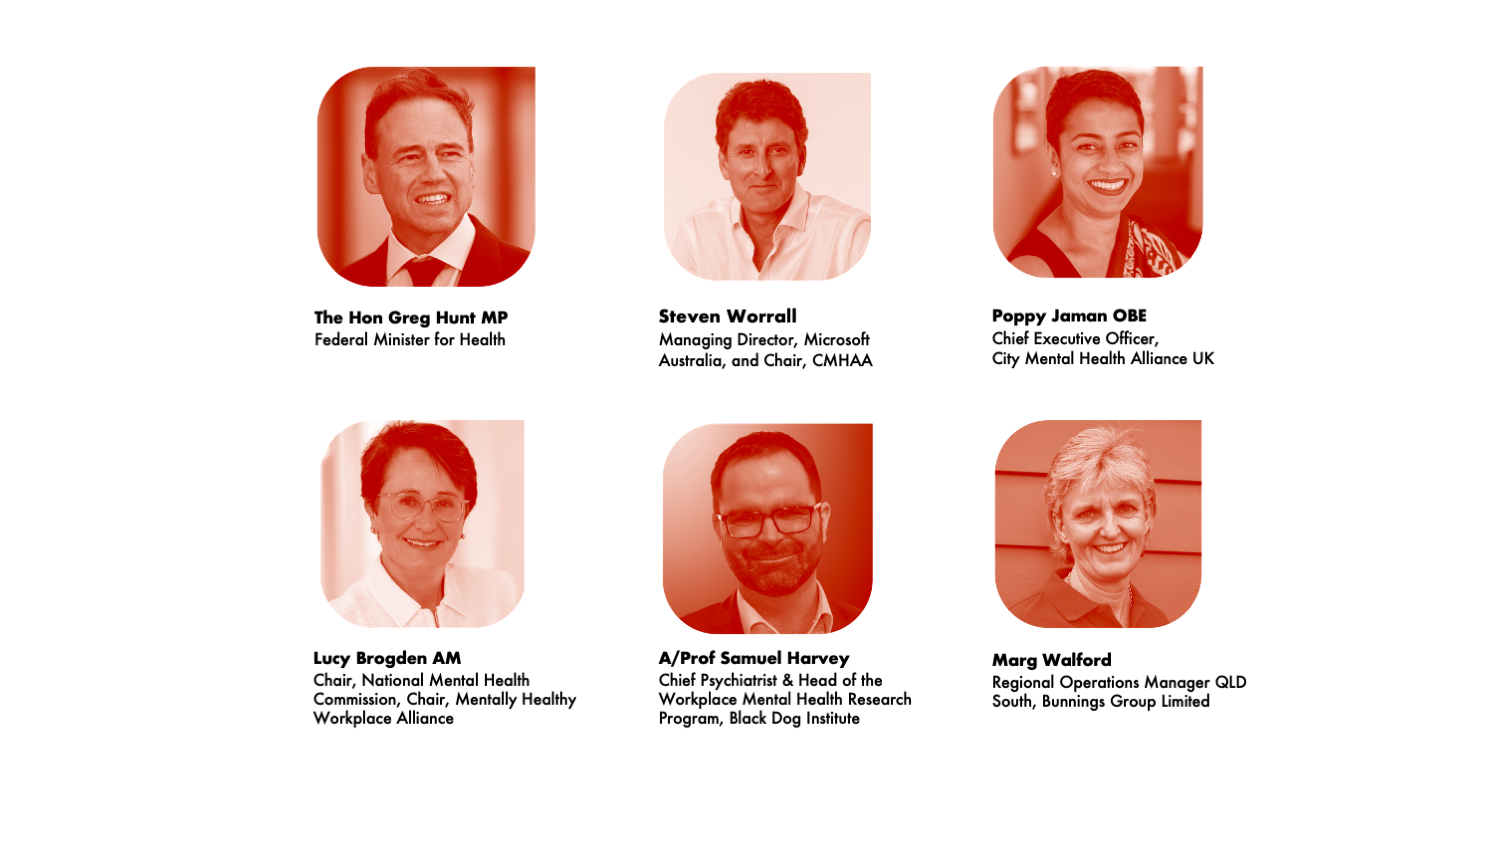 The Hon Greg Hunt MP
Federal Minister for Health
Steven Worrall
Managing Director, Microsoft
Australia, and Chair, CMHAA
Poppy Jaman OBE
Chief Executive Officer,
City Mental Health Alliance UK
Lucy Brogden AM
Chair, National Mental Health
Commission, Chair, Mentally Healthy
Workplace Alliance
A/Prof Samuel Harvey
Chief Psychiatrist & Head of the
Workplace Mental Health Research
Program, Black Dog Institute
Marg Walford
Regional Operations Manager QLD
South, Bunnings Group Limited